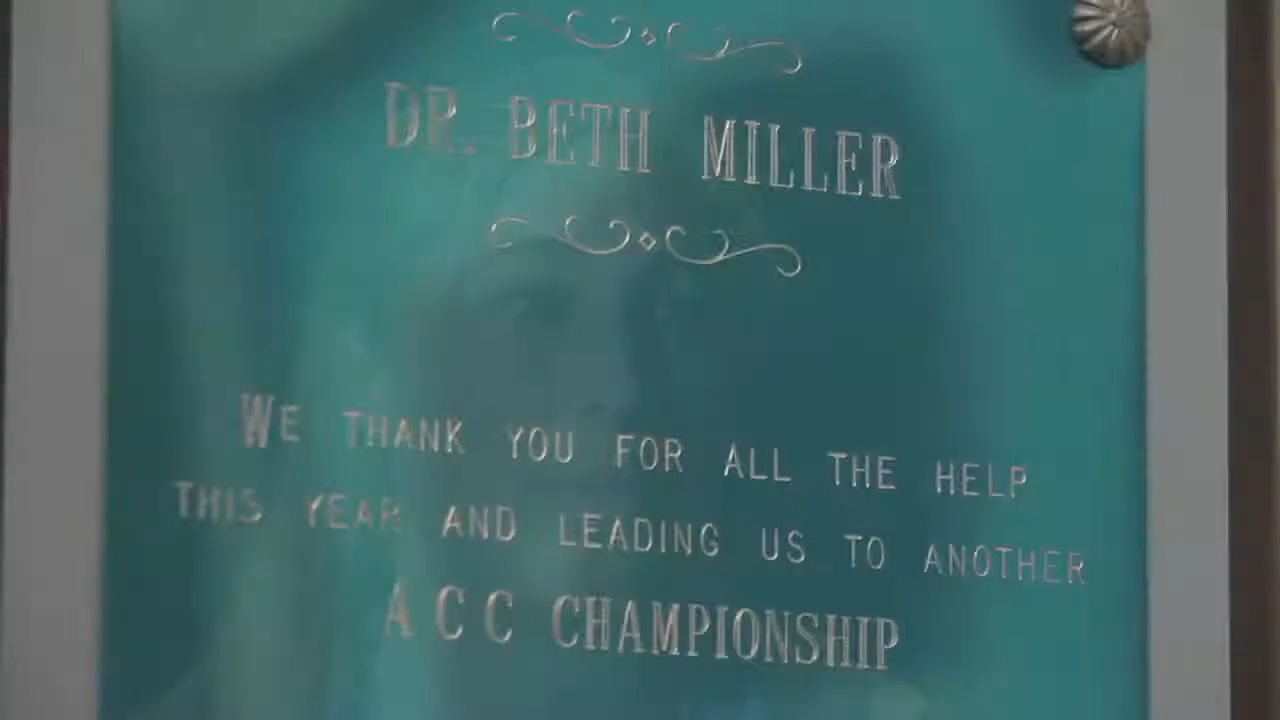 DR. BETH MILLER
WE THANK YOU FOR ALL THE HELP
THIS YEAR AND LEADING US TO ANOTHER
A C C CHAMPIONSHIP